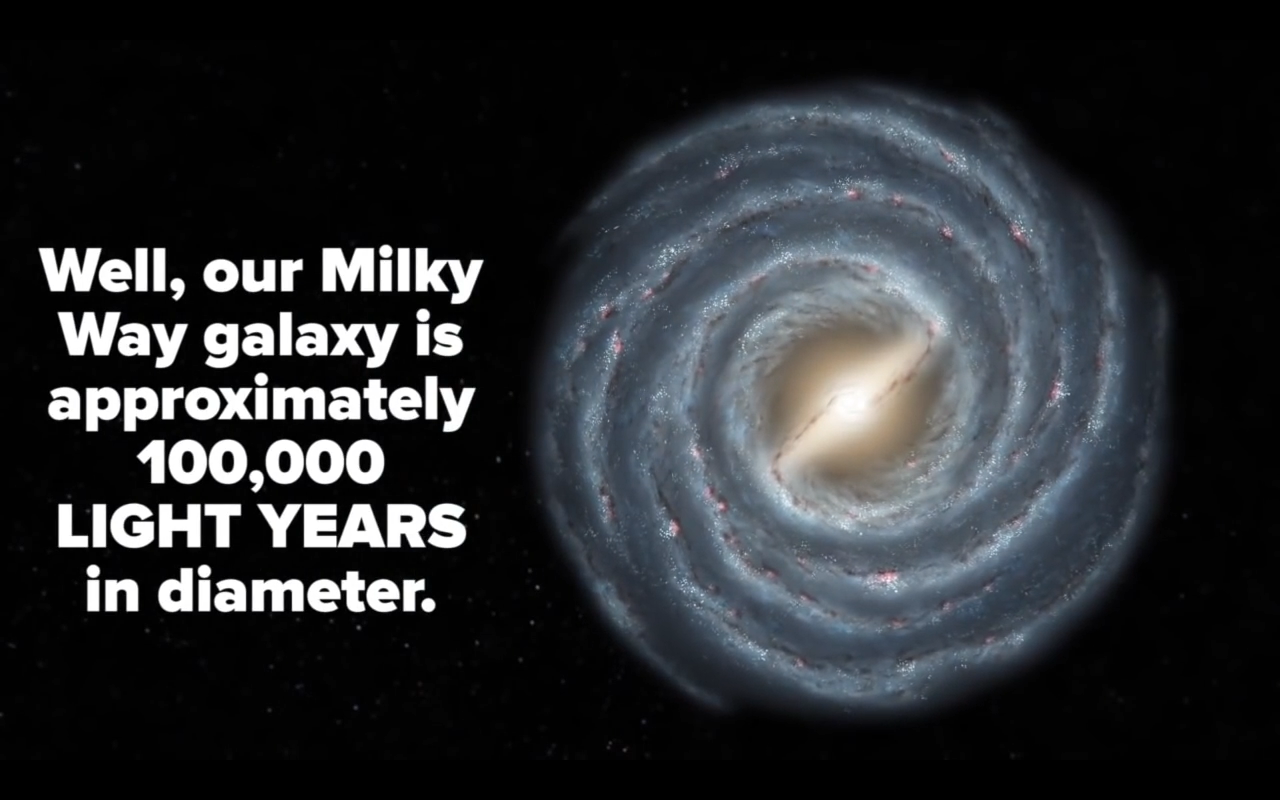 Well, our Milky
Way galaxy is
approximately
100,000
LIGHT YEARS
in diameter.